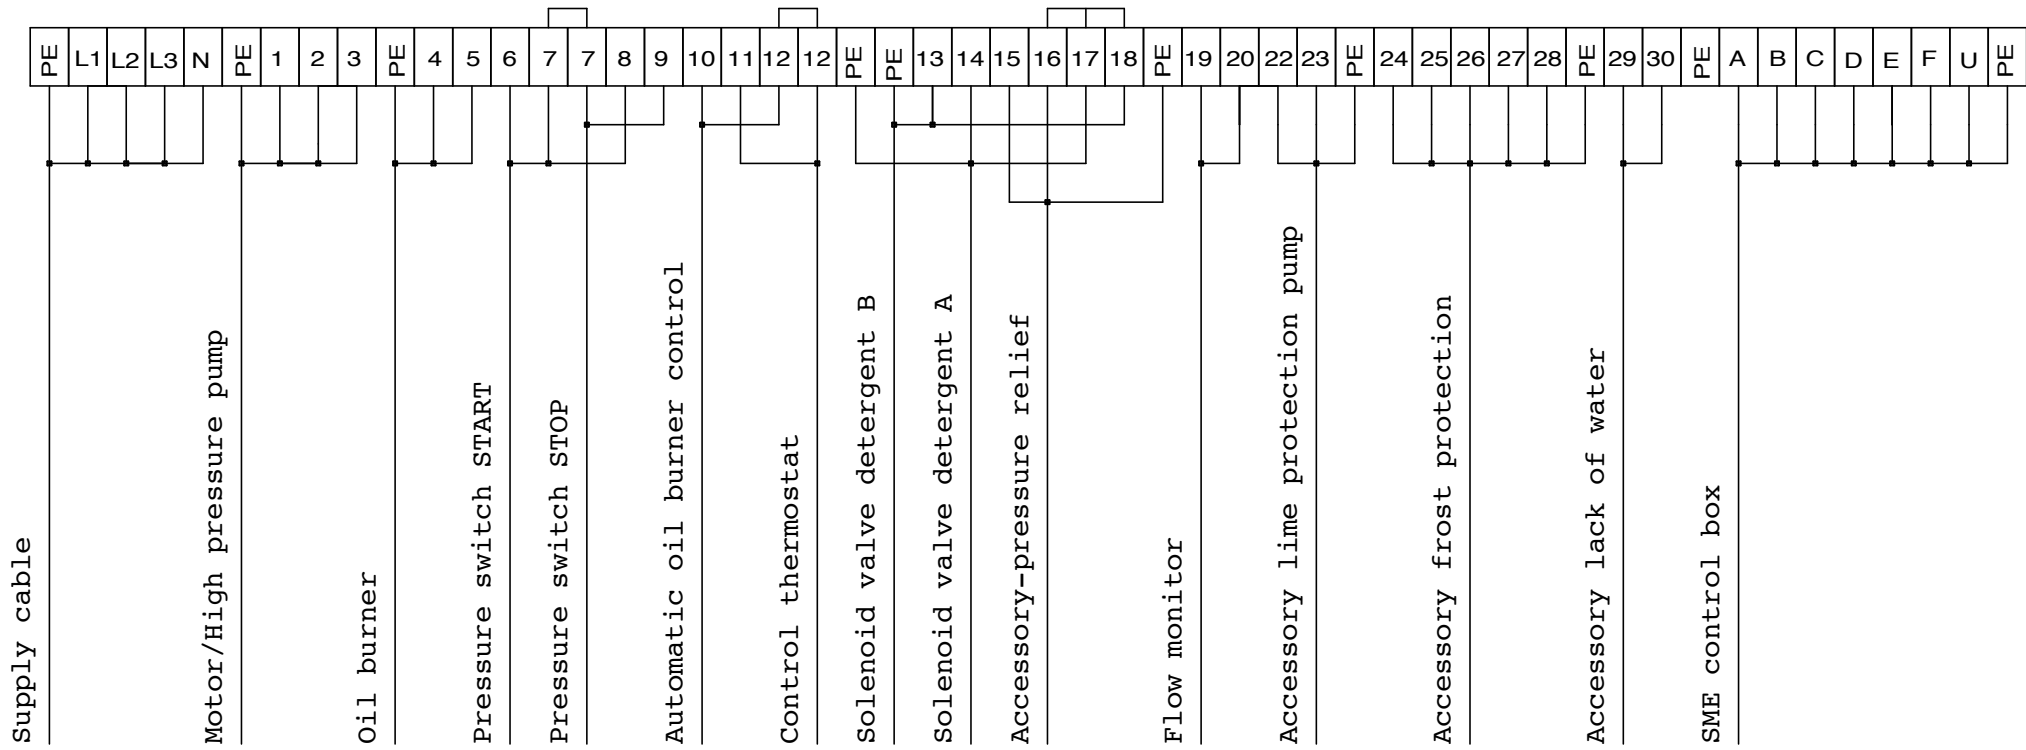 PE L1 L2 L3 N PE 1 2 3 PE 4 5 6 7 7 8 9 10 11 12 12 PE PE 13 14 15 16 17 18 PE 19 20 22 23 PE 24 25 26 27 28 PE 29 30 PE A B C D E F U PE
Supply cable
Motor/High pressure pump
Oil burner
Pressure switch START
Pressure switch STOP
Automatic oil burner control
Control thermostat
Solenoid valve detergent B
Solenoid valve detergent A
Accessory-pressure relief
Flow monitor
Accessory lime protection pump
Accessory frost protection
Accessory lack of water
SME control box